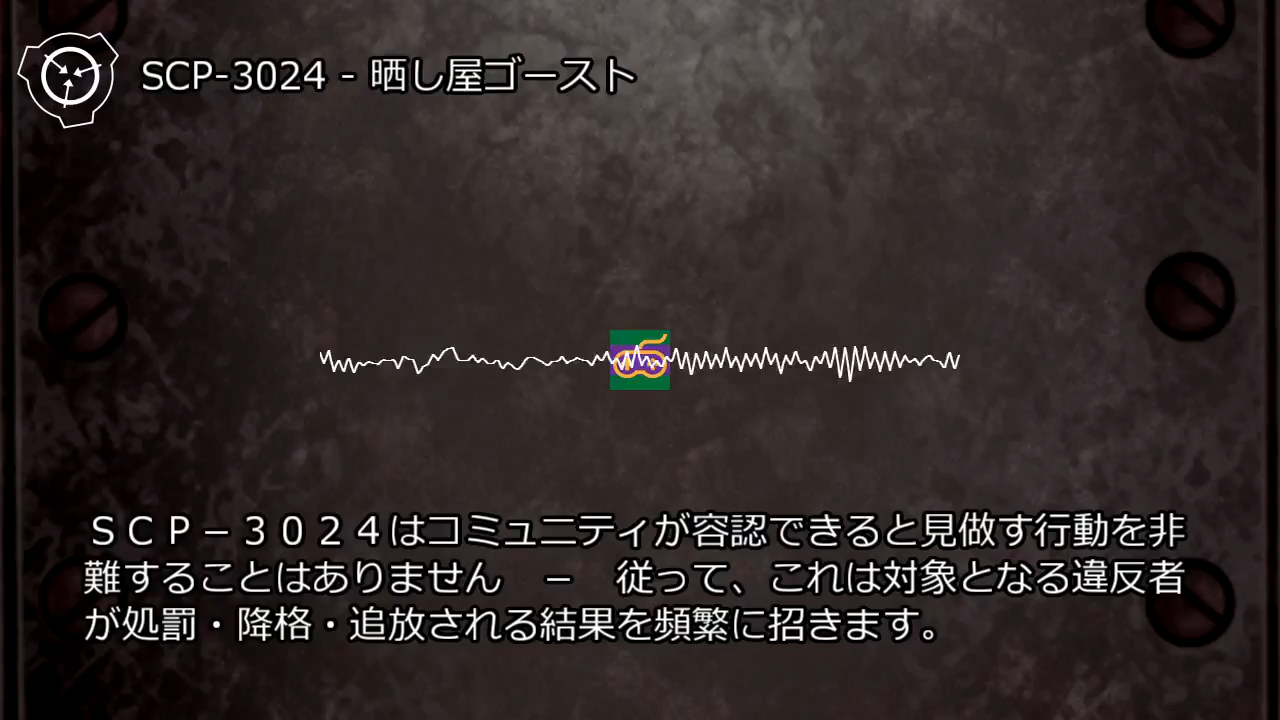 SCP-3024 - 晒し屋ゴースト
ＳＣＰ－３０２４はコミュニティが容認できると見做す行動を非
難することはありません　－　従って、これは対象となる違反者
が処罰・降格・追放される結果を頻繁に招きます。